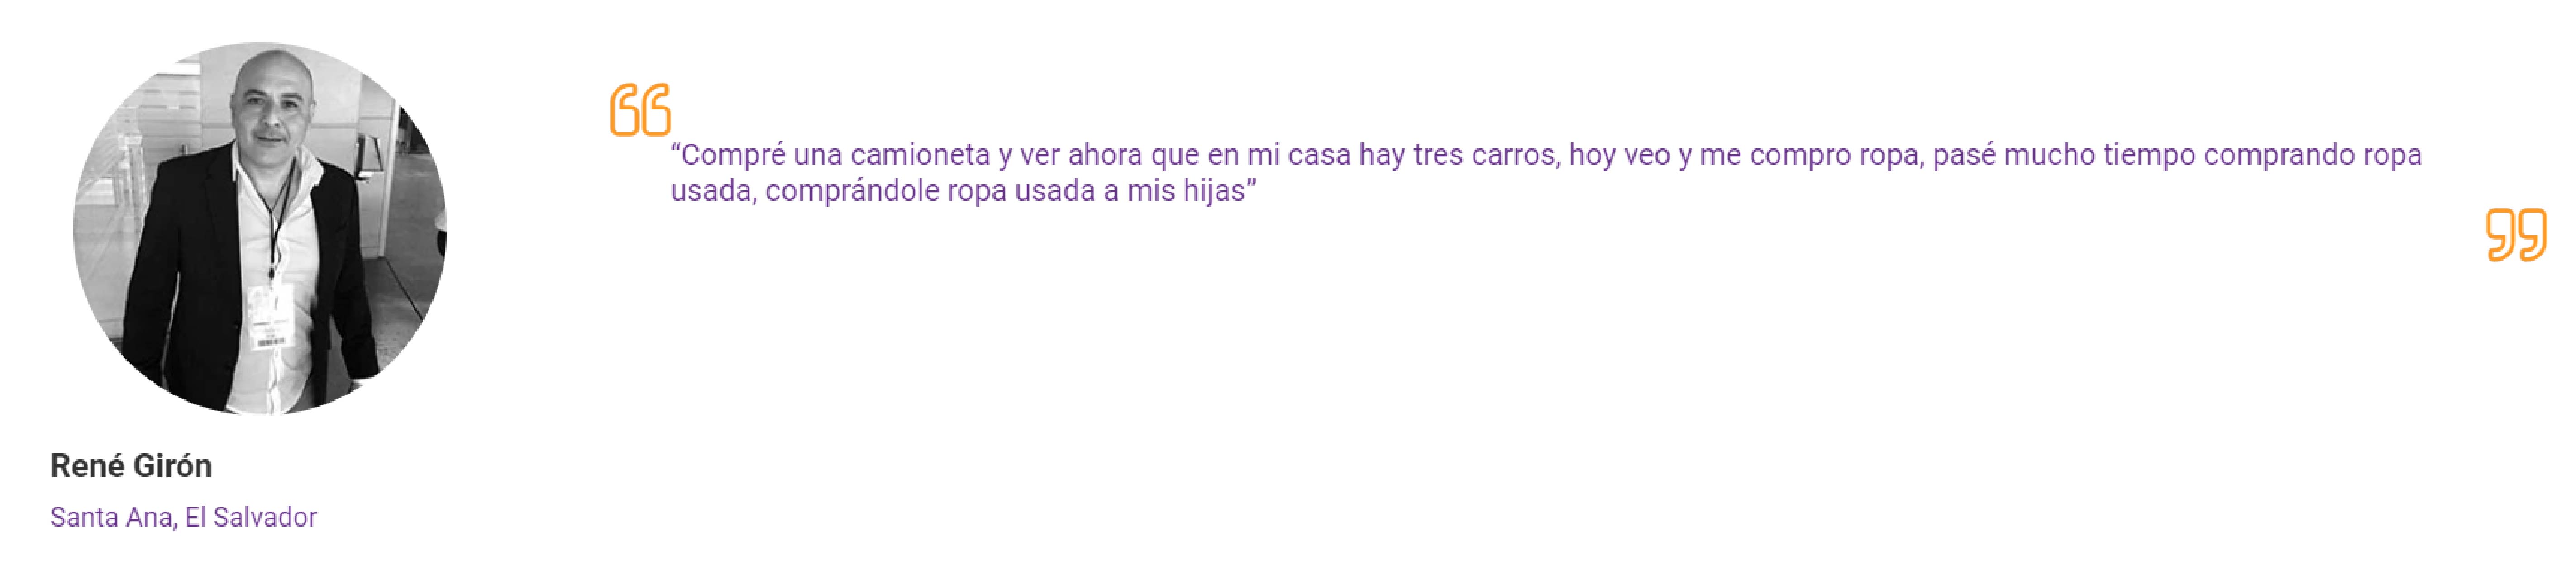 “Compré una camioneta y ver ahora que en mi casa hay tres carros, hoy veo y me compro ropa, pasé mucho tiempo comprando ropa
usada, comprándole ropa usada a mis hijas”
René Girón
Santa Ana, El Salvador